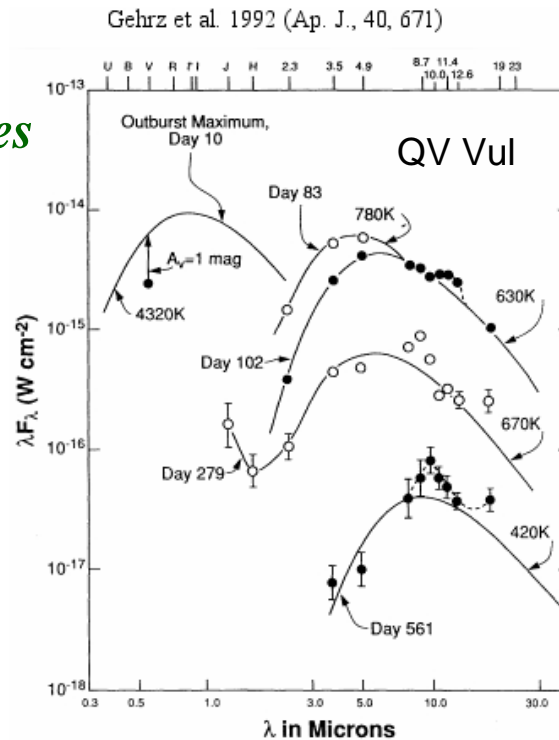 Gehrz et al. 1992 (Ap. J., 40, 671)
U B V R I' I J H 2.3 3.5 4.9 8.7 10.0 11.4 12.6 19 23
10-13
es
Outburst Maximum,
Day 10
QV Vul
Day 83
780K
10-14
Av=1 mag
4320K
630K
10-15
Day 102
λFλ (W cm-2)
670K
10-16
Day 279
420K
10-17
Day 561
10-18
0.3 0.5 1.0 3.0 5.0 10.0 30.0
λ in Microns